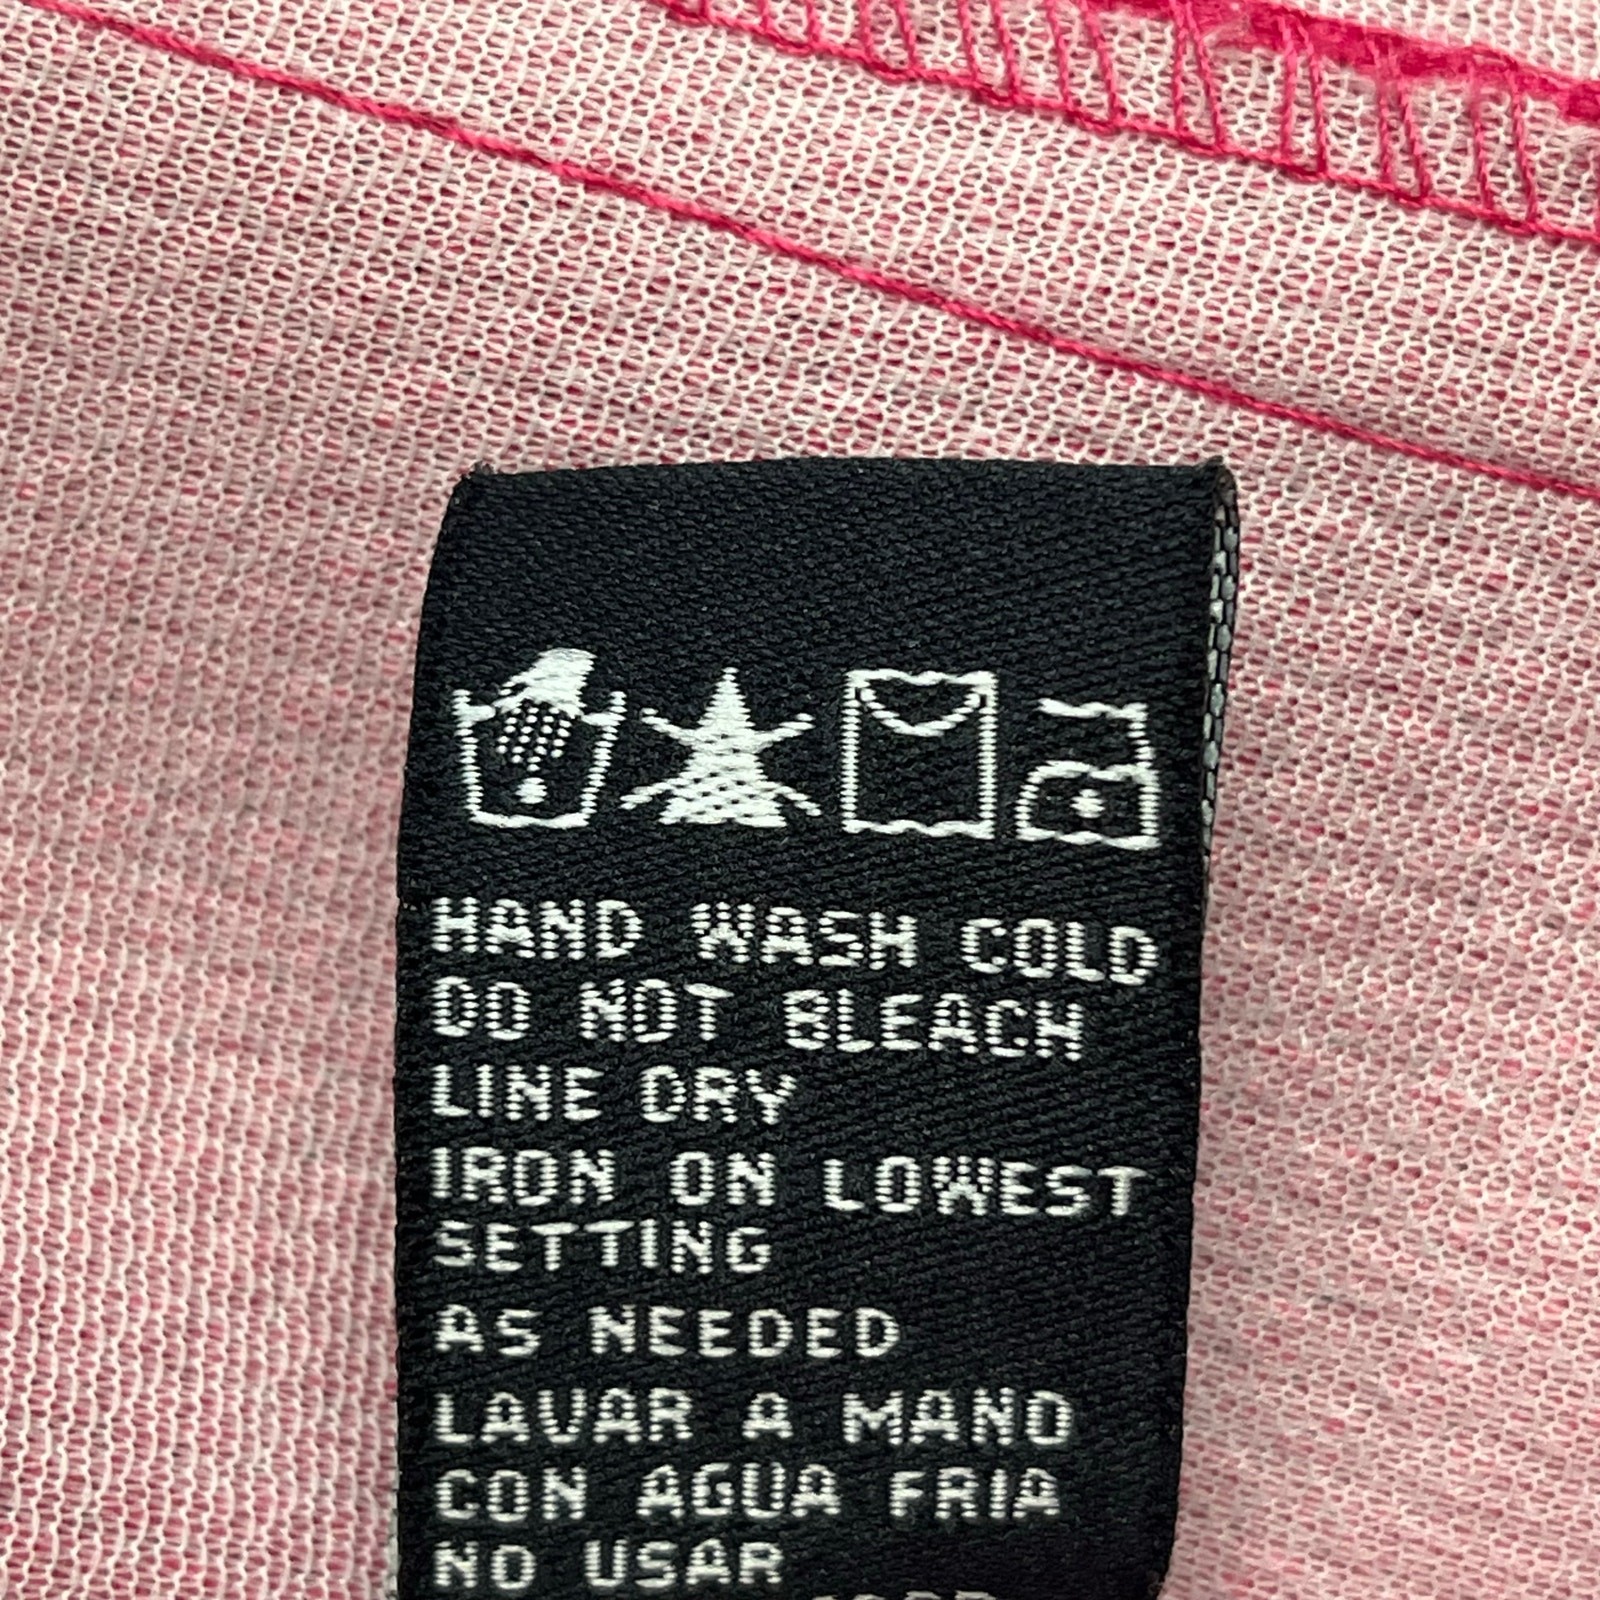 HAND WASH COLD
DO NOT BLEACH
LINE DRY
IRON ON LOWEST
SETTING
AS NEEDED
LAVAR A MANO
CON AGUA FRIA
NO USAR